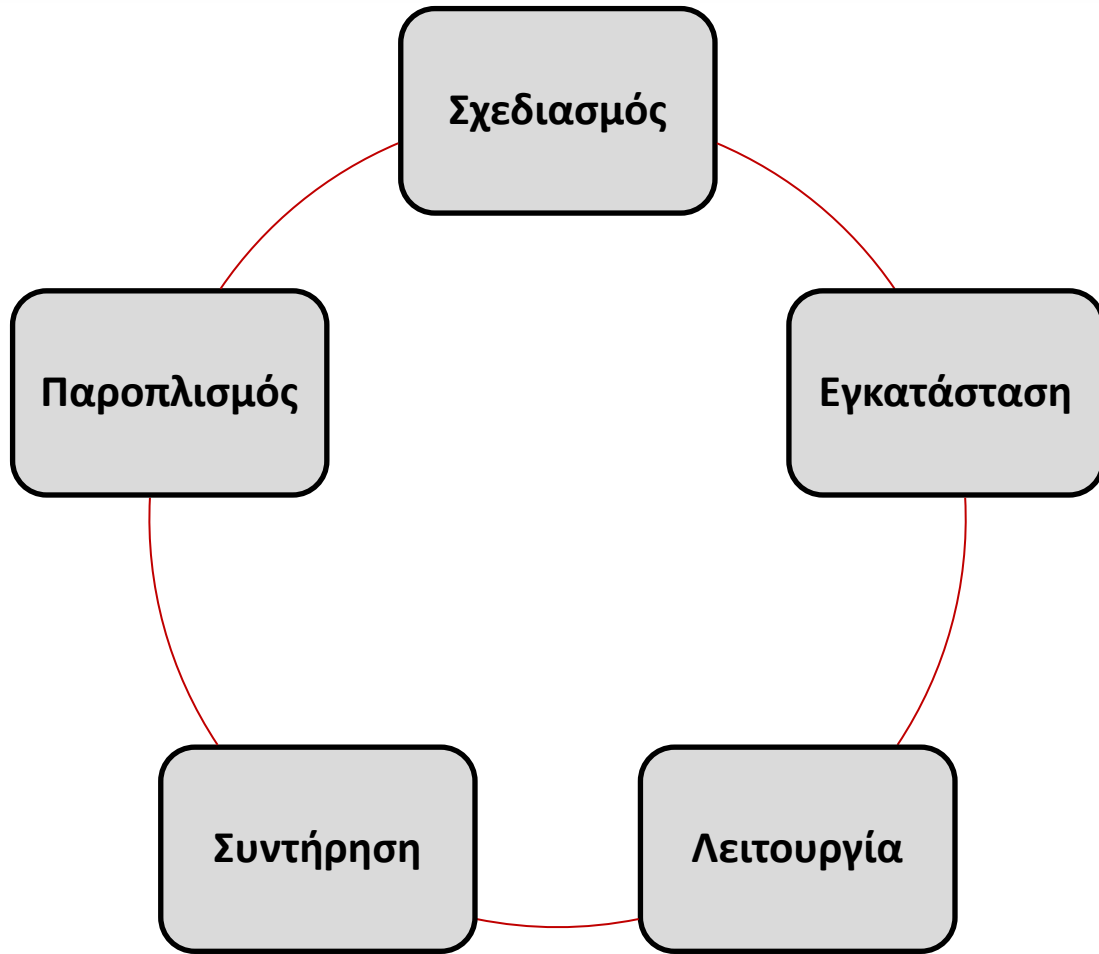 Σχεδιασμός
Εγκατάσταση
Λειτουργία
Συντήρηση
Παροπλισμός